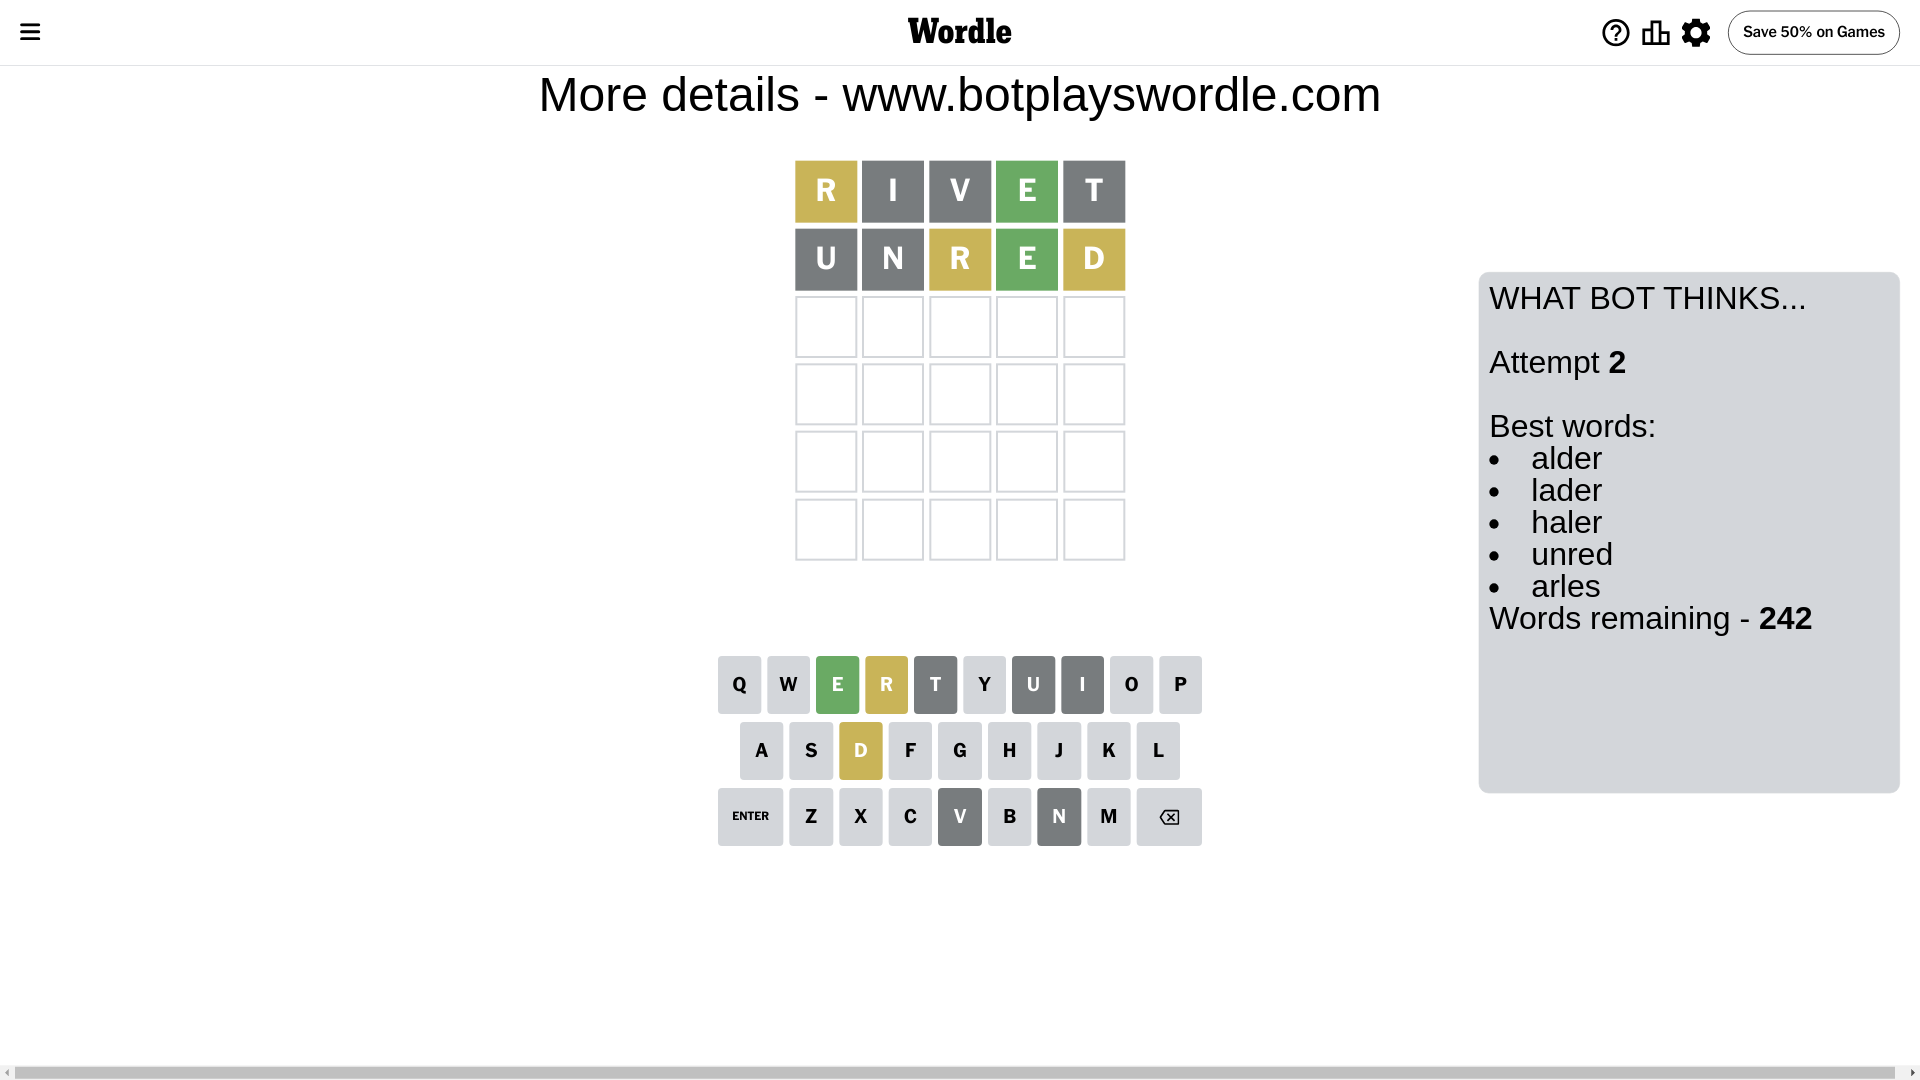 Wordle
Save 50% on Games
More details - www.botplayswordle.com
R I V E T
U N R E D
WHAT BOT THINKS...
Attempt 2
Best words:
• alder
• lader
• haler
• unred
• arles
Words remaining - 242
Q W E R T Y U I O P
A S D F G H J K L
ENTER Z X C V B N M